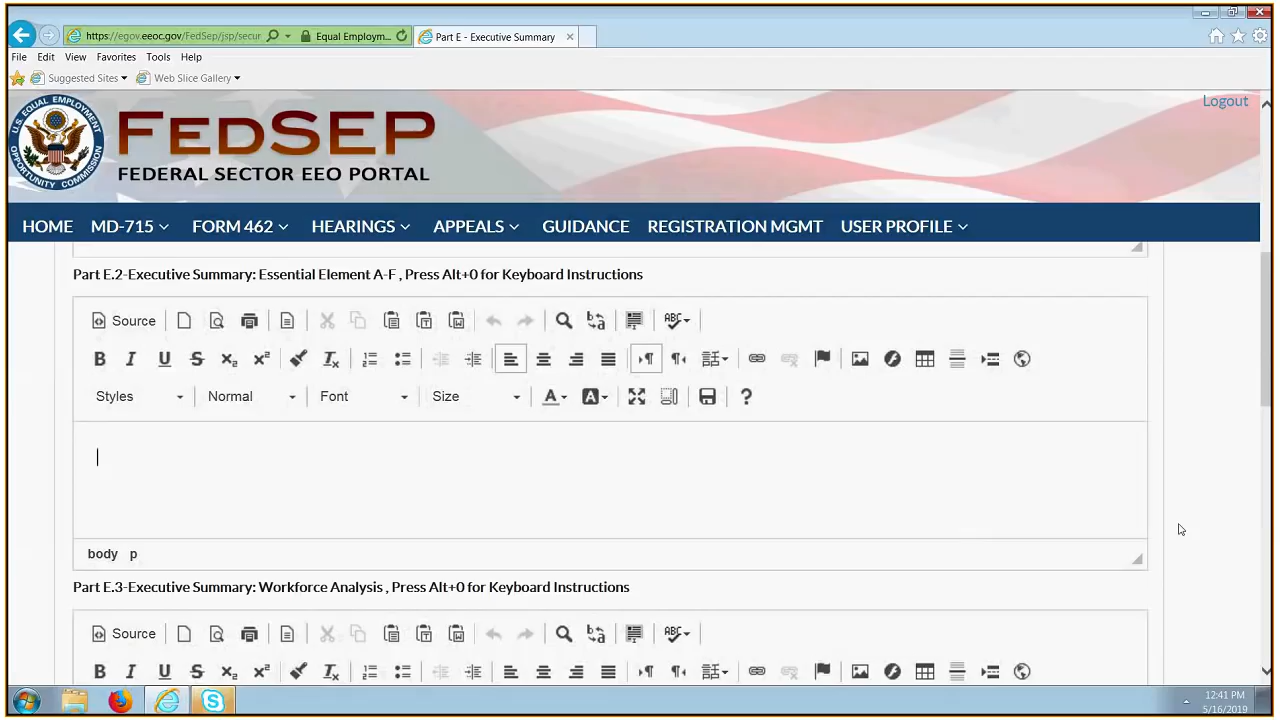 https://egov.eeoc.gov/FedSep/jsp/secur
Equal Employm...
Part E - Executive Summary
File Edit View Favorites Tools Help
Suggested Sites
Web Slice Gallery
Logout
FedSEP
FEDERAL SECTOR EEO PORTAL
HOME MD-715 FORM 462 HEARINGS APPEALS GUIDANCE REGISTRATION MGMT USER PROFILE
Part E.2-Executive Summary: Essential Element A-F , Press Alt+0 for Keyboard Instructions
Source
Styles Normal Font Size
body p
Part E.3-Executive Summary: Workforce Analysis , Press Alt+0 for Keyboard Instructions
Source
12:41 PM
5/16/2019